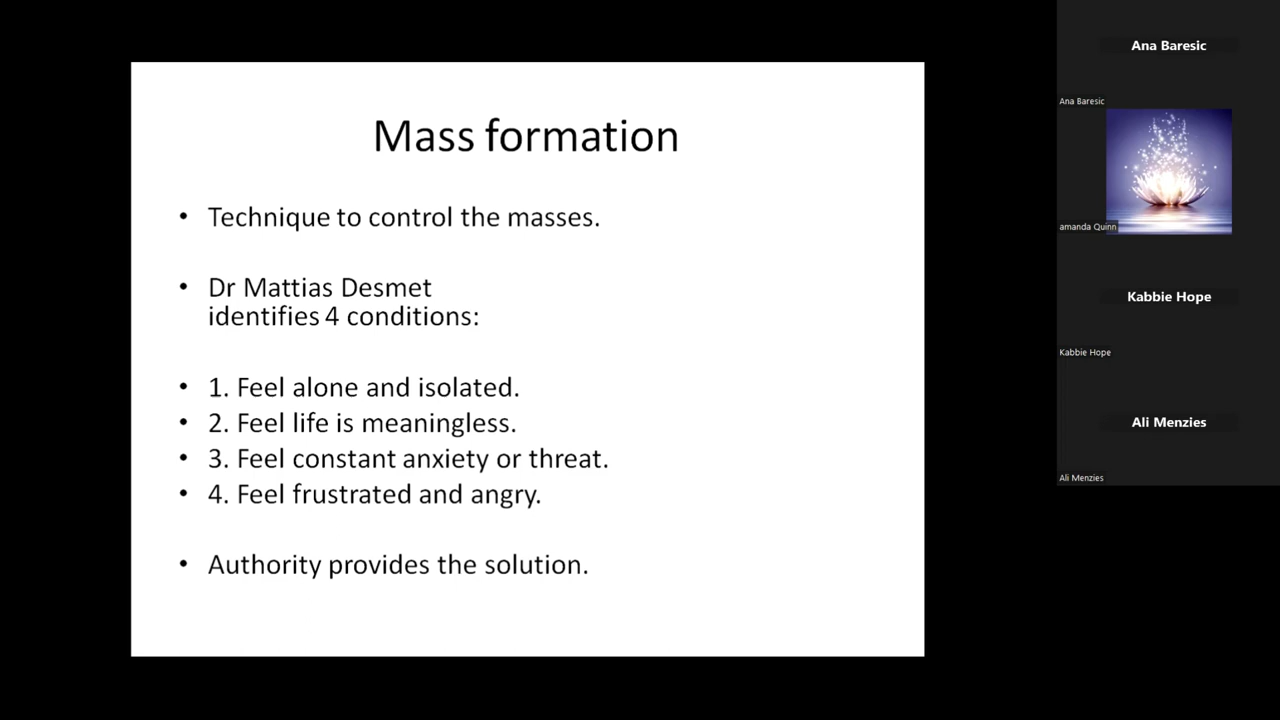 Mass formation
• Technique to control the masses.
• Dr Mattias Desmet
identifies 4 conditions:
• 1. Feel alone and isolated.
• 2. Feel life is meaningless.
• 3. Feel constant anxiety or threat.
• 4. Feel frustrated and angry.
• Authority provides the solution.
Ana Baresic
Ana Baresic
amanda Quinn
Kabbie Hope
Kabbie Hope
Ali Menzies
Ali Menzies